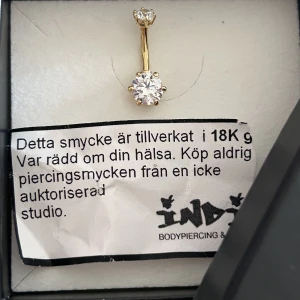 Detta smycke är tillverkat i 18K g
Var rädd om din hälsa. Köp aldrig
piercingsmycken från en icke
auktoriserad
studio.
INDI
BODYPIERCING &